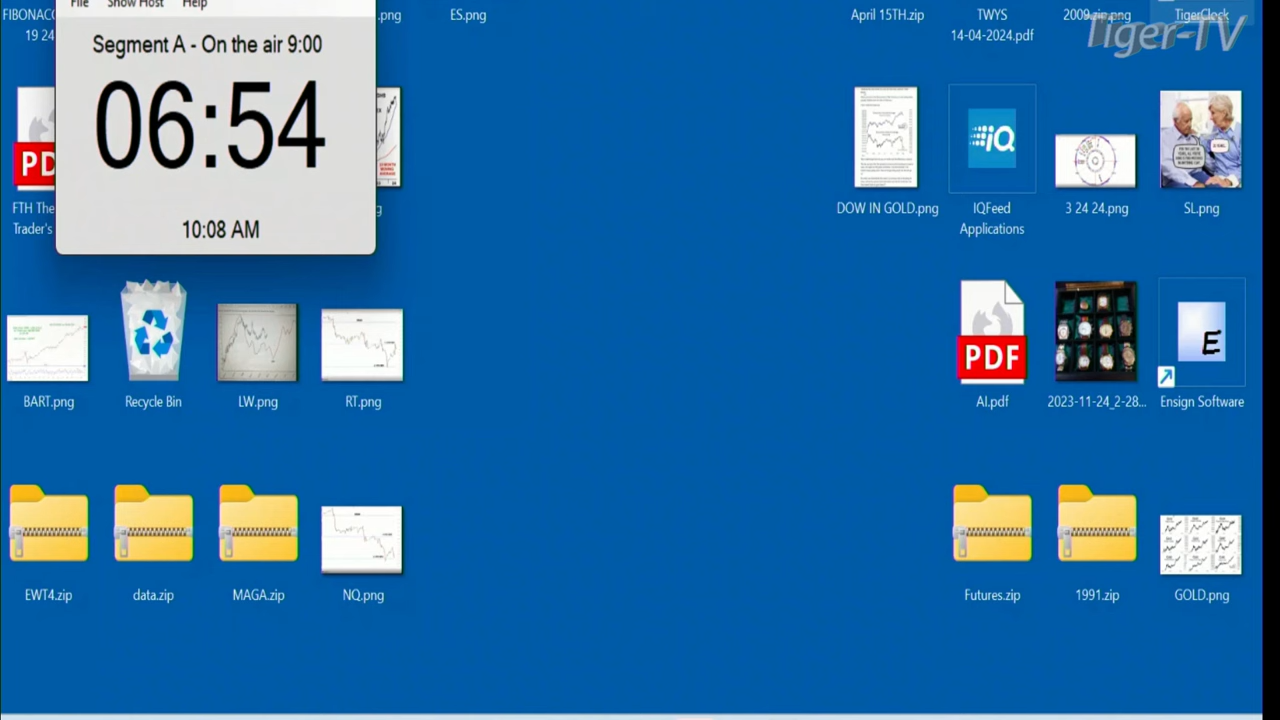 File Show Host Help
Segment A - On the air 9:00
06:54
10:08 AM
FIBONACC
19 24
.png
ES.png
April 15TH.zip
TWYS
14-04-2024.pdf
2009.zip.png
TigerClock
Tiger-TV
PD
FTH The
Trader's
DOW IN GOLD.png
IQ
IQFeed
Applications
3 24 24.png
SL.png
BART.png
Recycle Bin
LW.png
RT.png
PDF
AI.pdf
2023-11-24_2-28...
E
Ensign Software
EWT4.zip
data.zip
MAGA.zip
NQ.png
Futures.zip
1991.zip
GOLD.png